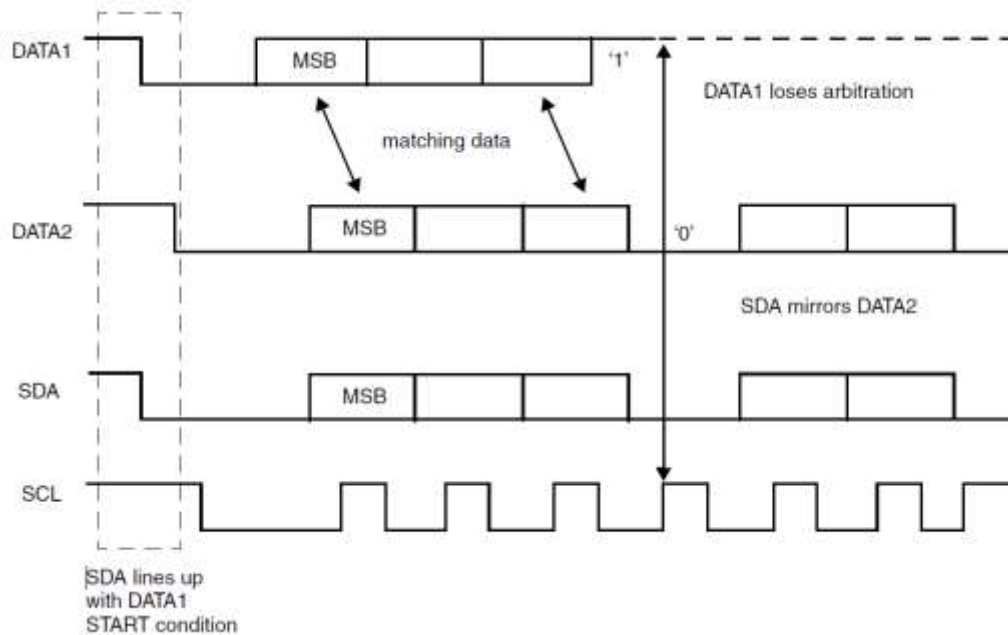 DATA1
MSB
'1'
DATA1 loses arbitration
matching data
DATA2
MSB
'0'
SDA mirrors DATA2
SDA
MSB
SCL
SDA lines up
with DATA1
START condition